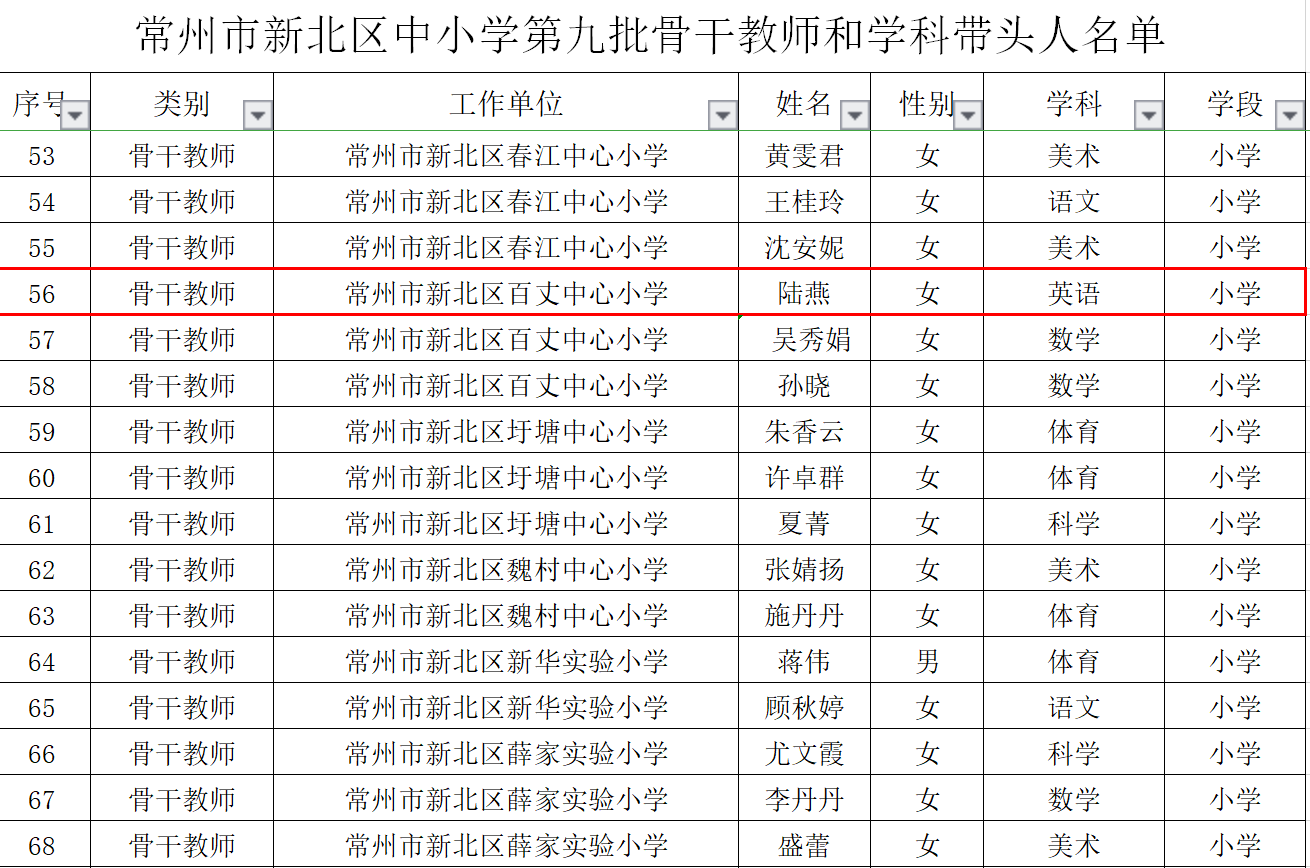 常州市新北区中小学第九批骨干教师和学科带头人名单
序号 类别 工作单位 姓名 性别 学科 学段
53 骨干教师 常州市新北区春江中心小学 黄雯君 女 美术 小学
54 骨干教师 常州市新北区春江中心小学 王桂玲 女 语文 小学
55 骨干教师 常州市新北区春江中心小学 沈安妮 女 美术 小学
56 骨干教师 常州市新北区百丈中心小学 陆燕 女 英语 小学
57 骨干教师 常州市新北区百丈中心小学 吴秀娟 女 数学 小学
58 骨干教师 常州市新北区百丈中心小学 孙晓 女 数学 小学
59 骨干教师 常州市新北区圩塘中心小学 朱香云 女 体育 小学
60 骨干教师 常州市新北区圩塘中心小学 许卓群 女 体育 小学
61 骨干教师 常州市新北区圩塘中心小学 夏菁 女 科学 小学
62 骨干教师 常州市新北区魏村中心小学 张婧扬 女 美术 小学
63 骨干教师 常州市新北区魏村中心小学 施丹丹 女 体育 小学
64 骨干教师 常州市新北区新华实验小学 蒋伟 男 体育 小学
65 骨干教师 常州市新北区新华实验小学 顾秋婷 女 语文 小学
66 骨干教师 常州市新北区薛家实验小学 尤文霞 女 科学 小学
67 骨干教师 常州市新北区薛家实验小学 李丹丹 女 数学 小学
68 骨干教师 常州市新北区薛家实验小学 盛蕾 女 美术 小学